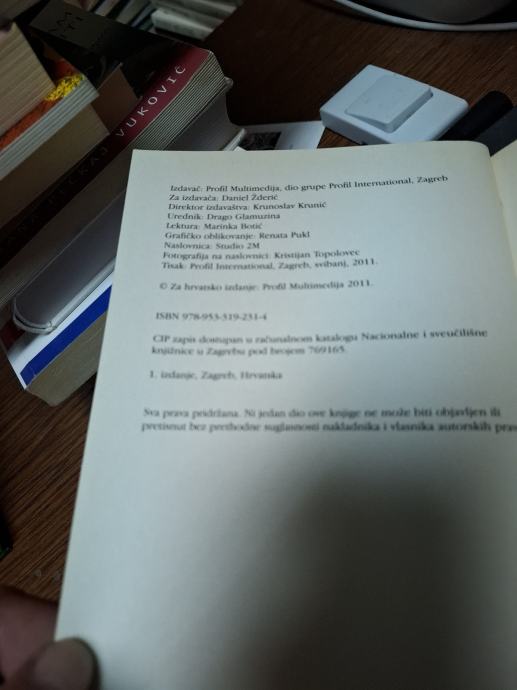 VUKOVIĆ
Izdavač: Profil Multimedija, dio grupe Profil International, Zagreb
Za izdavača: Daniel Žderić
Direktor izdavaštva: Krunoslav Krunić
Urednik: Drago Glamuzina
Lektura: Marinka Botić
Grafičko oblikovanje: Renata Pukl
Naslovnica: Studio 2M
Fotografija na naslovnici: Kristijan Topolovec
Tisak: Profil International, Zagreb, svibanj, 2011.
© Za hrvatsko izdanje: Profil Multimedija 2011.
ISBN 978-953-319-231-4
CIP zapis dostupan u računalnom katalogu Nacionalne i sveučilišne
knjižnice u Zagrebu pod brojem 769165.
1. izdanje, Zagreb, Hrvatska
Sva prava pridržana. Ni jedan dio ove knjige ne može biti objavljen ili
pretisnut bez prethodne suglasnosti nakladnika i vlasnika autorskih